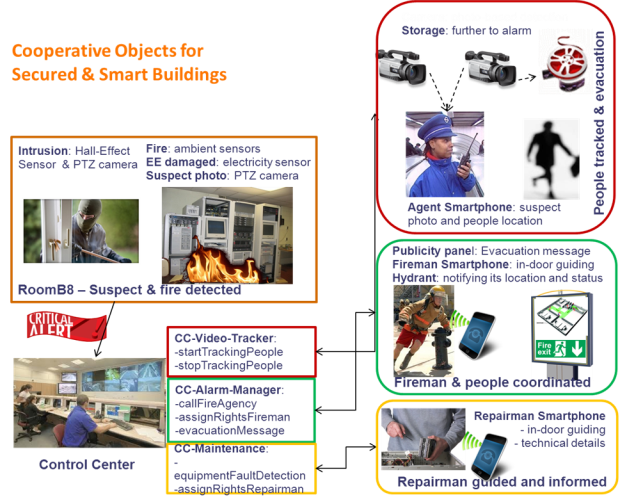 Cooperative Objects for
Secured & Smart Buildings
Intrusion: Hall-Effect
Sensor & PTZ camera
Fire: ambient sensors
EE damaged: electricity sensor
Suspect photo: PTZ camera
RoomB8 – Suspect & fire detected
CRITICAL
ALERT
Control Center
CC-Video-Tracker:
-startTrackingPeople
-stopTrackingPeople
CC-Alarm-Manager:
-callFireAgency
-assignRightsFireman
-evacuationMessage
CC-Maintenance:
-
equipmentFaultDetection
-assignRightsRepairman
Storage: further to alarm
Agent Smartphone: suspect
photo and people location
People tracked & evacuation
Publicity panel: Evacuation message
Fireman Smartphone: in-door guiding
Hydrant: notifying its location and status
Fire
exit
Fireman & people coordinated
Repairman Smartphone
- in-door guiding
- technical details
Repairman guided and informed